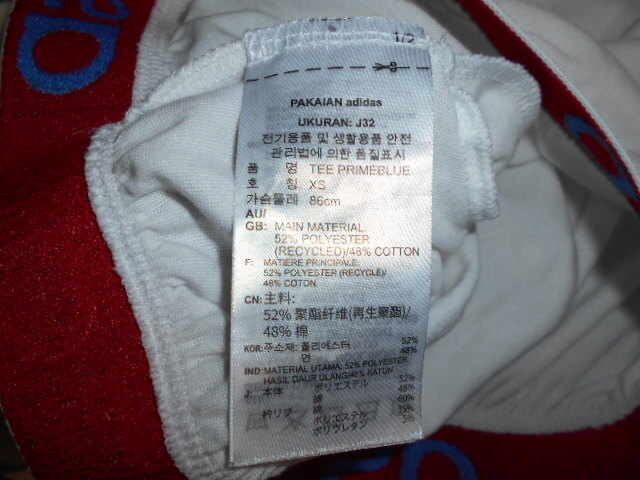 1/2
PAKAIAN adidas
UKURAN: J32
전기용품 및 생활용품 안전
관리법에 의한 품질표시
품 명 TEE PRIMEBLUE
호 칭 XS
가슴둘레 86cm
AU/
GB: MAIN MATERIAL:
52% POLYESTER
(RECYCLED)/48% COTTON
F: MATIERE PRINCIPALE:
52% POLYESTER (RECYCLE)/
48% COTON
CN: 主料:
52% 聚酯纤维(再生聚酯)/
48% 棉
KOR: 주소재: 폴리에스터 52%
면 48%
IND: MATERIAL UTAMA: 52% POLYESTER
HASIL DAUR ULANG/48% KATUN
J: 本体 ポリエステル 52%
綿 48%
衿リブ 綿 60%
ポリエステル 35%
ポリウレタン 5%